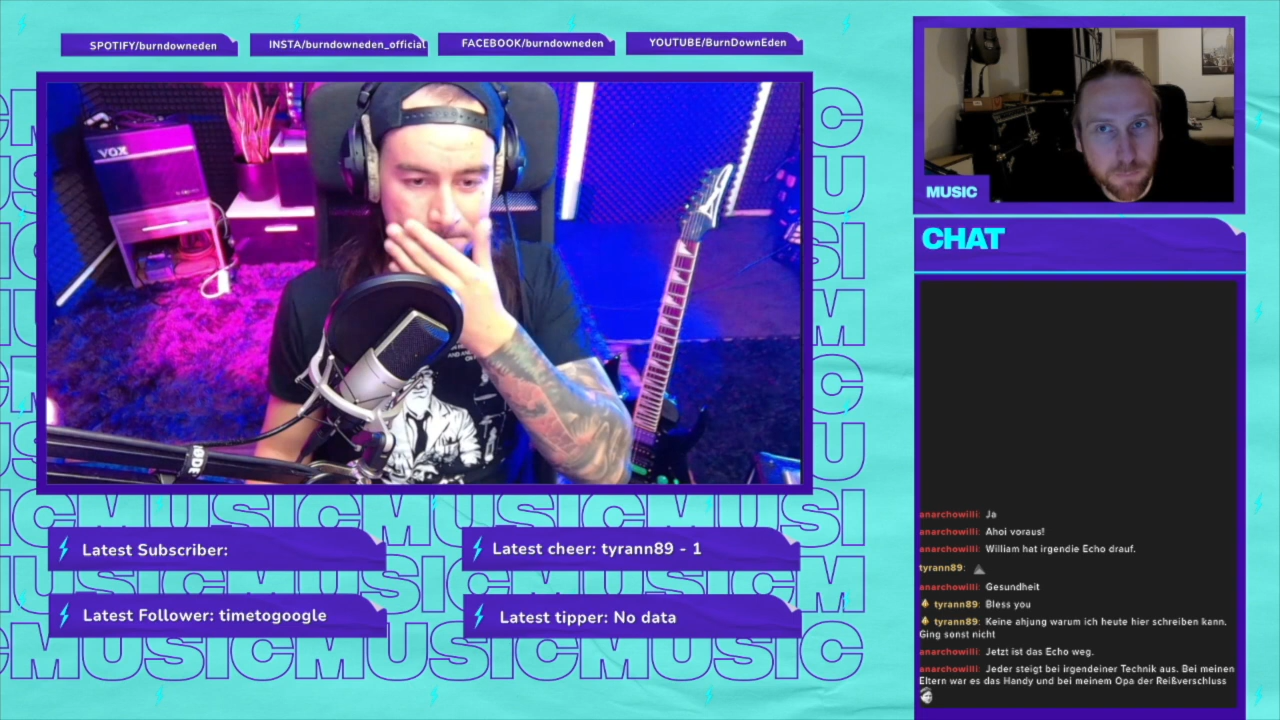 SPOTIFY/burndowneden
INSTA/burndowneden_official
FACEBOOK/burndowneden
YOUTUBE/BurnDownEden
VOX
MUSIC
CHAT
anarchowilli: Ja
anarchowilli: Ahoi voraus!
anarchowilli: William hat irgendie Echo drauf.
tyrann89:
anarchowilli: Gesundheit
tyrann89: Bless you
tyrann89: Keine ahjung warum ich heute hier schreiben kann.
Ging sonst nicht
anarchowilli: Jetzt ist das Echo weg.
anarchowilli: Jeder steigt bei irgendeiner Technik aus. Bei meinen
Eltern war es das Handy und bei meinem Opa der Reißverschluss
Latest Subscriber:
Latest cheer: tyrann89 - 1
Latest Follower: timetogoogle
Latest tipper: No data
MUSICMUSICMUSICMUSI
MUSICMUSICMUSICM
MUSICMUSICMUSICMUSIC